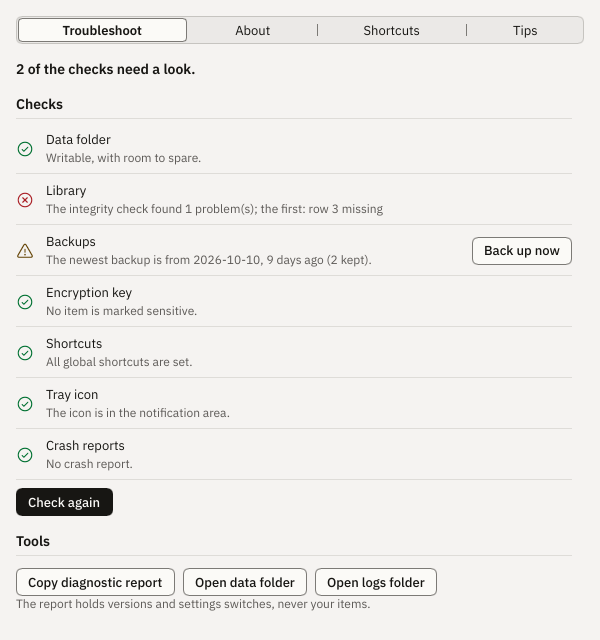 Troubleshoot About Shortcuts Tips
2 of the checks need a look.
Checks
Data folder
Writable, with room to spare.
Library
The integrity check found 1 problem(s); the first: row 3 missing
Backups
The newest backup is from 2026-10-10, 9 days ago (2 kept).
Back up now
Encryption key
No item is marked sensitive.
Shortcuts
All global shortcuts are set.
Tray icon
The icon is in the notification area.
Crash reports
No crash report.
Check again
Tools
Copy diagnostic report Open data folder Open logs folder
The report holds versions and settings switches, never your items.